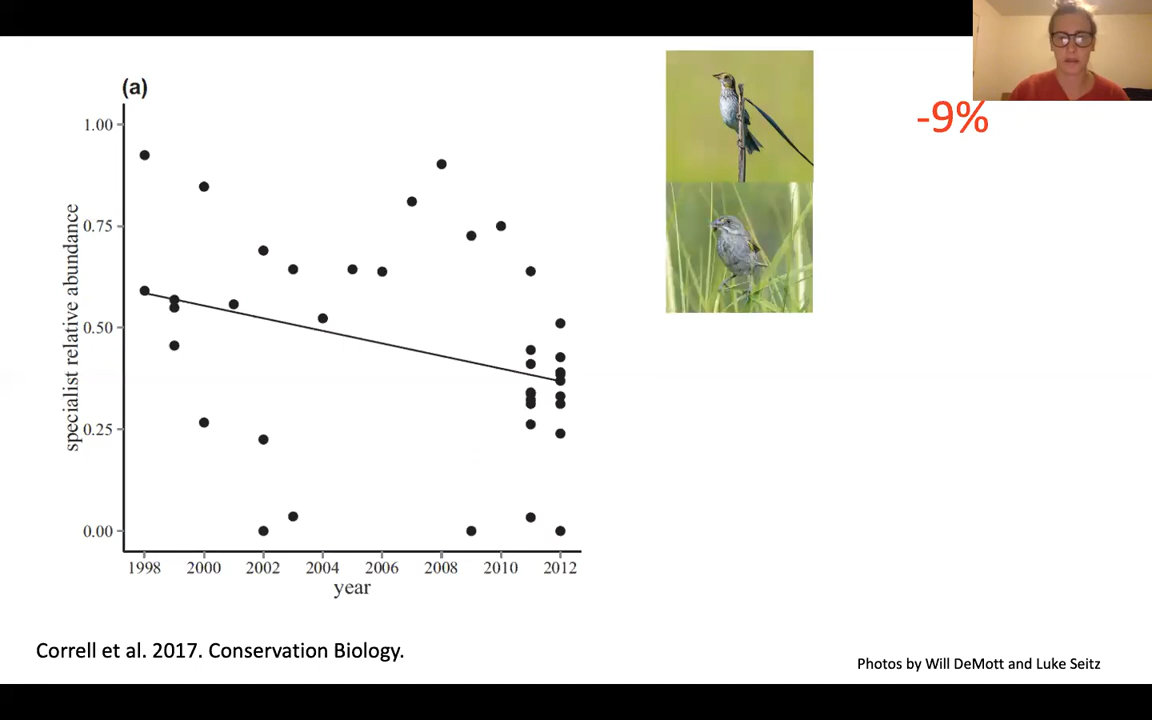 (a)
-9%
1.00
0.75
0.50
0.25
0.00
specialist relative abundance
1998 2000 2002 2004 2006 2008 2010 2012
year
Correll et al. 2017. Conservation Biology.
Photos by Will DeMott and Luke Seitz